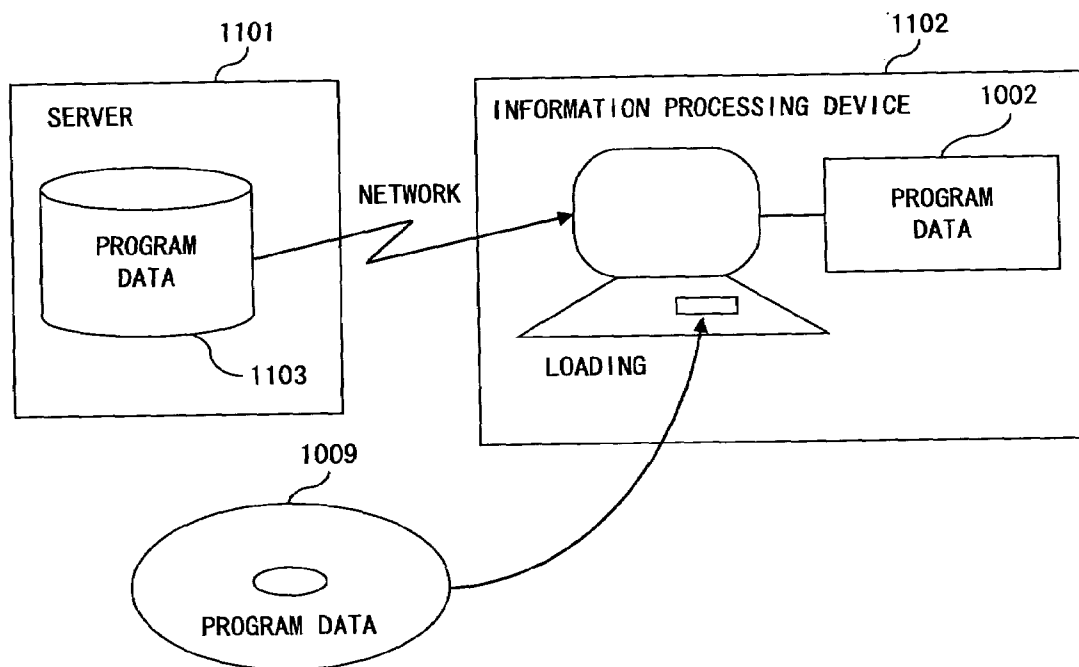 1101
1102
SERVER
INFORMATION PROCESSING DEVICE
1002
NETWORK
PROGRAM
DATA
PROGRAM
DATA
1103
LOADING
1009
PROGRAM DATA